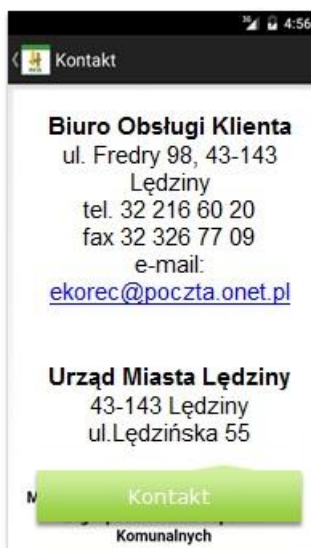 3G 4:56
Kontakt
Biuro Obsługi Klienta
ul. Fredry 98, 43-143
Lędziny
tel. 32 216 60 20
fax 32 326 77 09
e-mail:
ekorec@poczta.onet.pl
Urząd Miasta Lędziny
43-143 Lędziny
ul.Lędzińska 55
Kontakt
Komunalnych